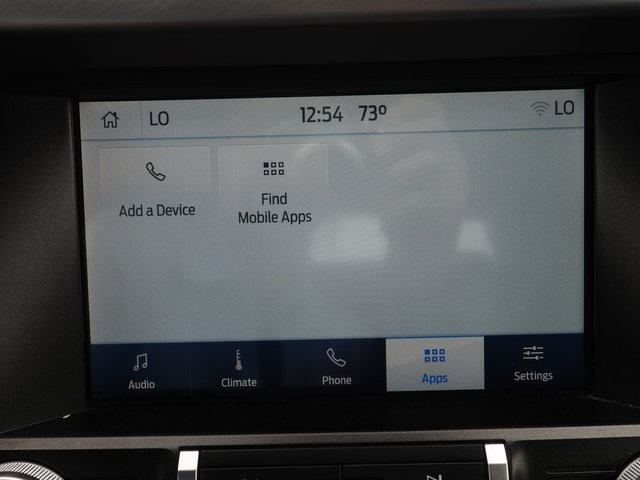 LO 12:54 73° LO
Add a Device
Find
Mobile Apps
Audio Climate Phone Apps Settings